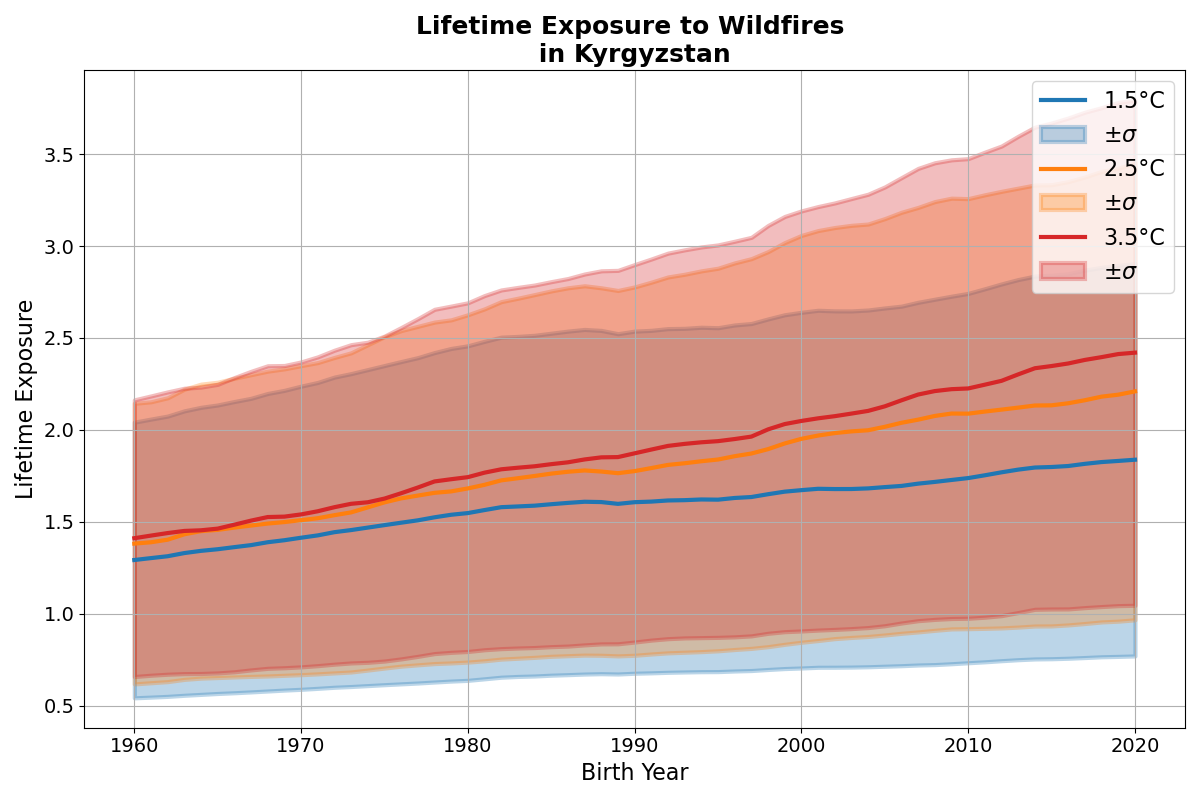 Lifetime Exposure to Wildfires
in Kyrgyzstan
Lifetime Exposure
3.5
3.0
2.5
2.0
1.5
1.0
0.5
1960
1970
1980
1990
2000
2010
2020
Birth Year
1.5°C
±σ
2.5°C
±σ
3.5°C
±σ